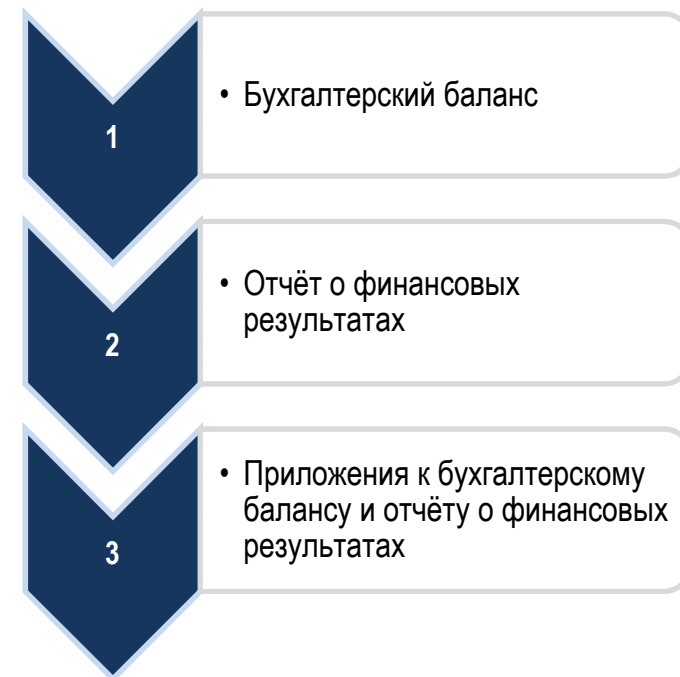 1
• Бухгалтерский баланс
2
• Отчёт о финансовых
результатах
3
• Приложения к бухгалтерскому
балансу и отчёту о финансовых
результатах